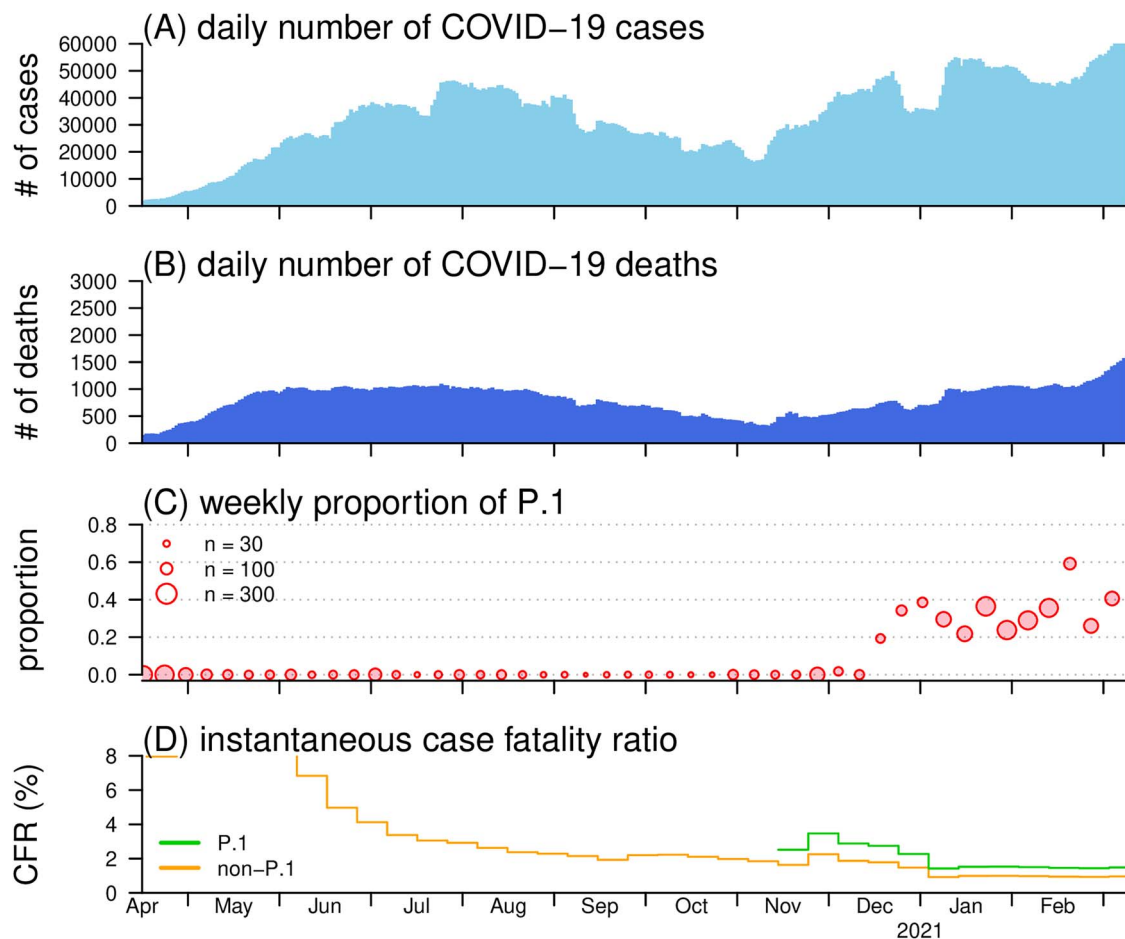 (A) daily number of COVID−19 cases
# of cases
60000
50000
40000
30000
20000
10000
0
(B) daily number of COVID−19 deaths
# of deaths
3000
2500
2000
1500
1000
500
0
(C) weekly proportion of P.1
proportion
0.8
0.6
0.4
0.2
0.0
n = 30
n = 100
n = 300
(D) instantaneous case fatality ratio
CFR (%)
8
6
4
2
0
P.1
non−P.1
Apr May Jun Jul Aug Sep Oct Nov Dec Jan Feb
2021